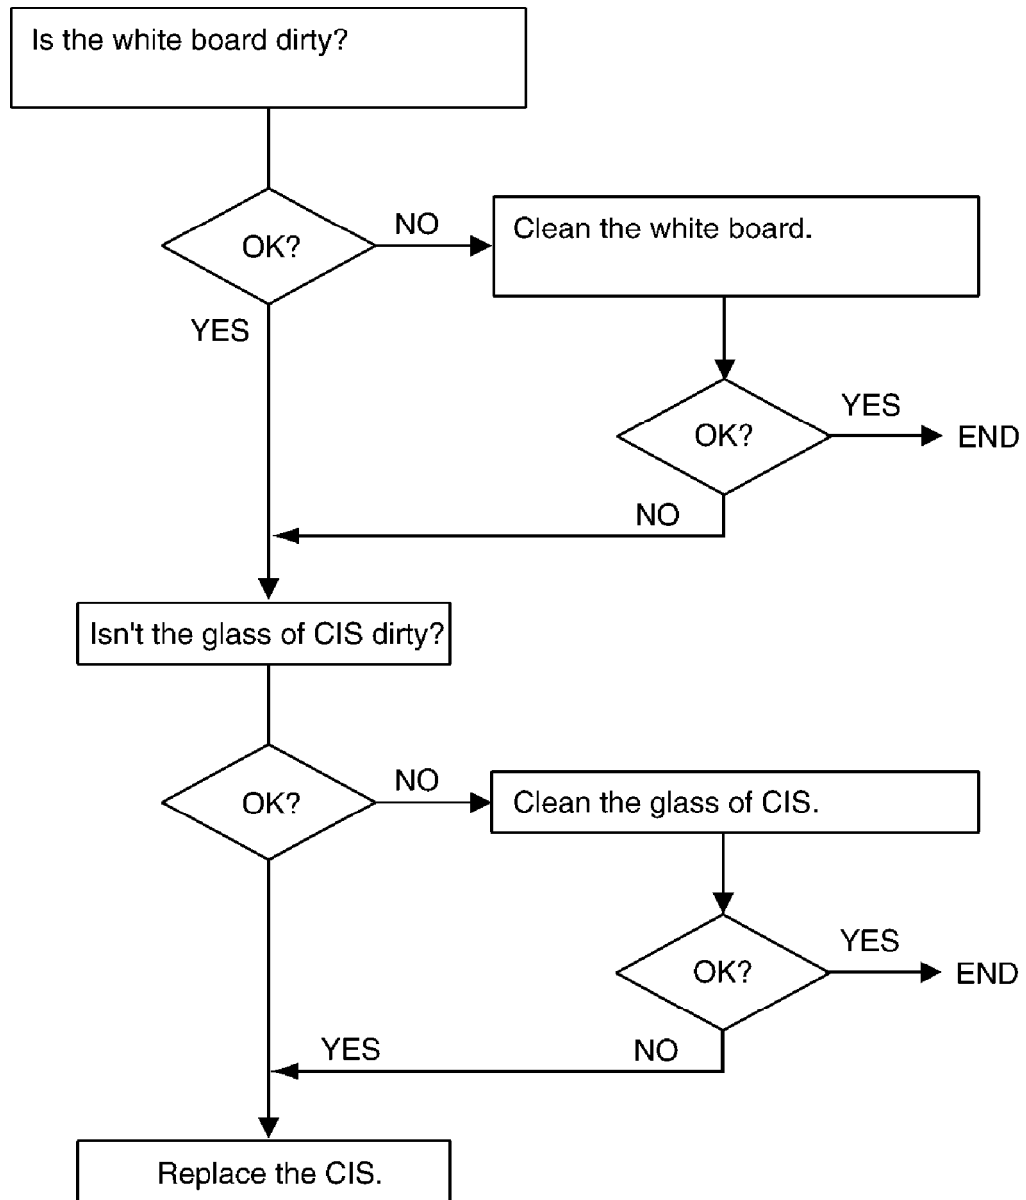 Is the white board dirty?
OK?
NO
Clean the white board.
YES
OK?
YES
END
NO
Isn't the glass of CIS dirty?
OK?
NO
Clean the glass of CIS.
OK?
YES
END
YES
NO
Replace the CIS.